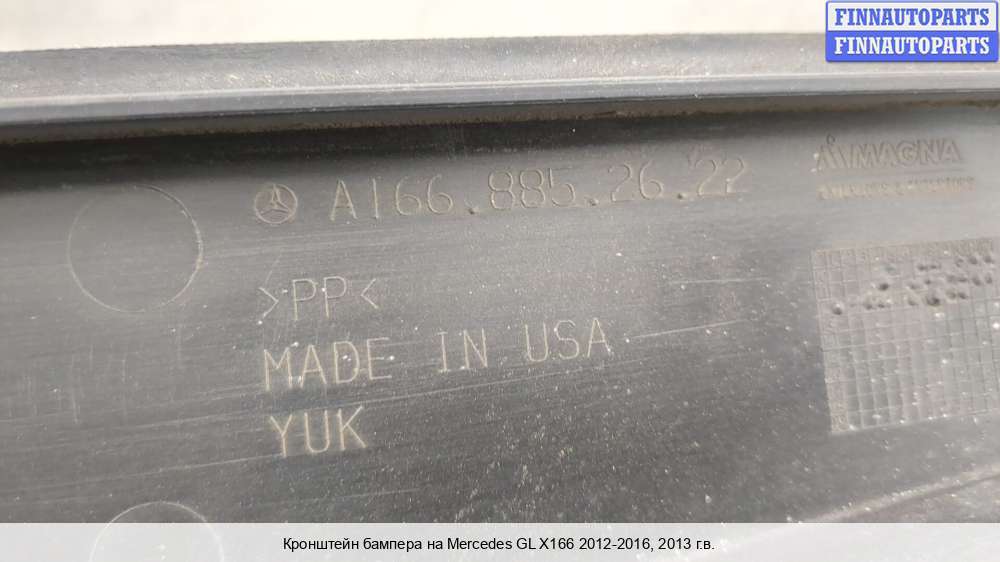 FINNAUTOPARTS
FINNAUTOPARTS
A166.885.26.22
MAGNA
>PP<
MADE IN USA
YUK
Кронштейн бампера на Mercedes GL X166 2012-2016, 2013 г.в.